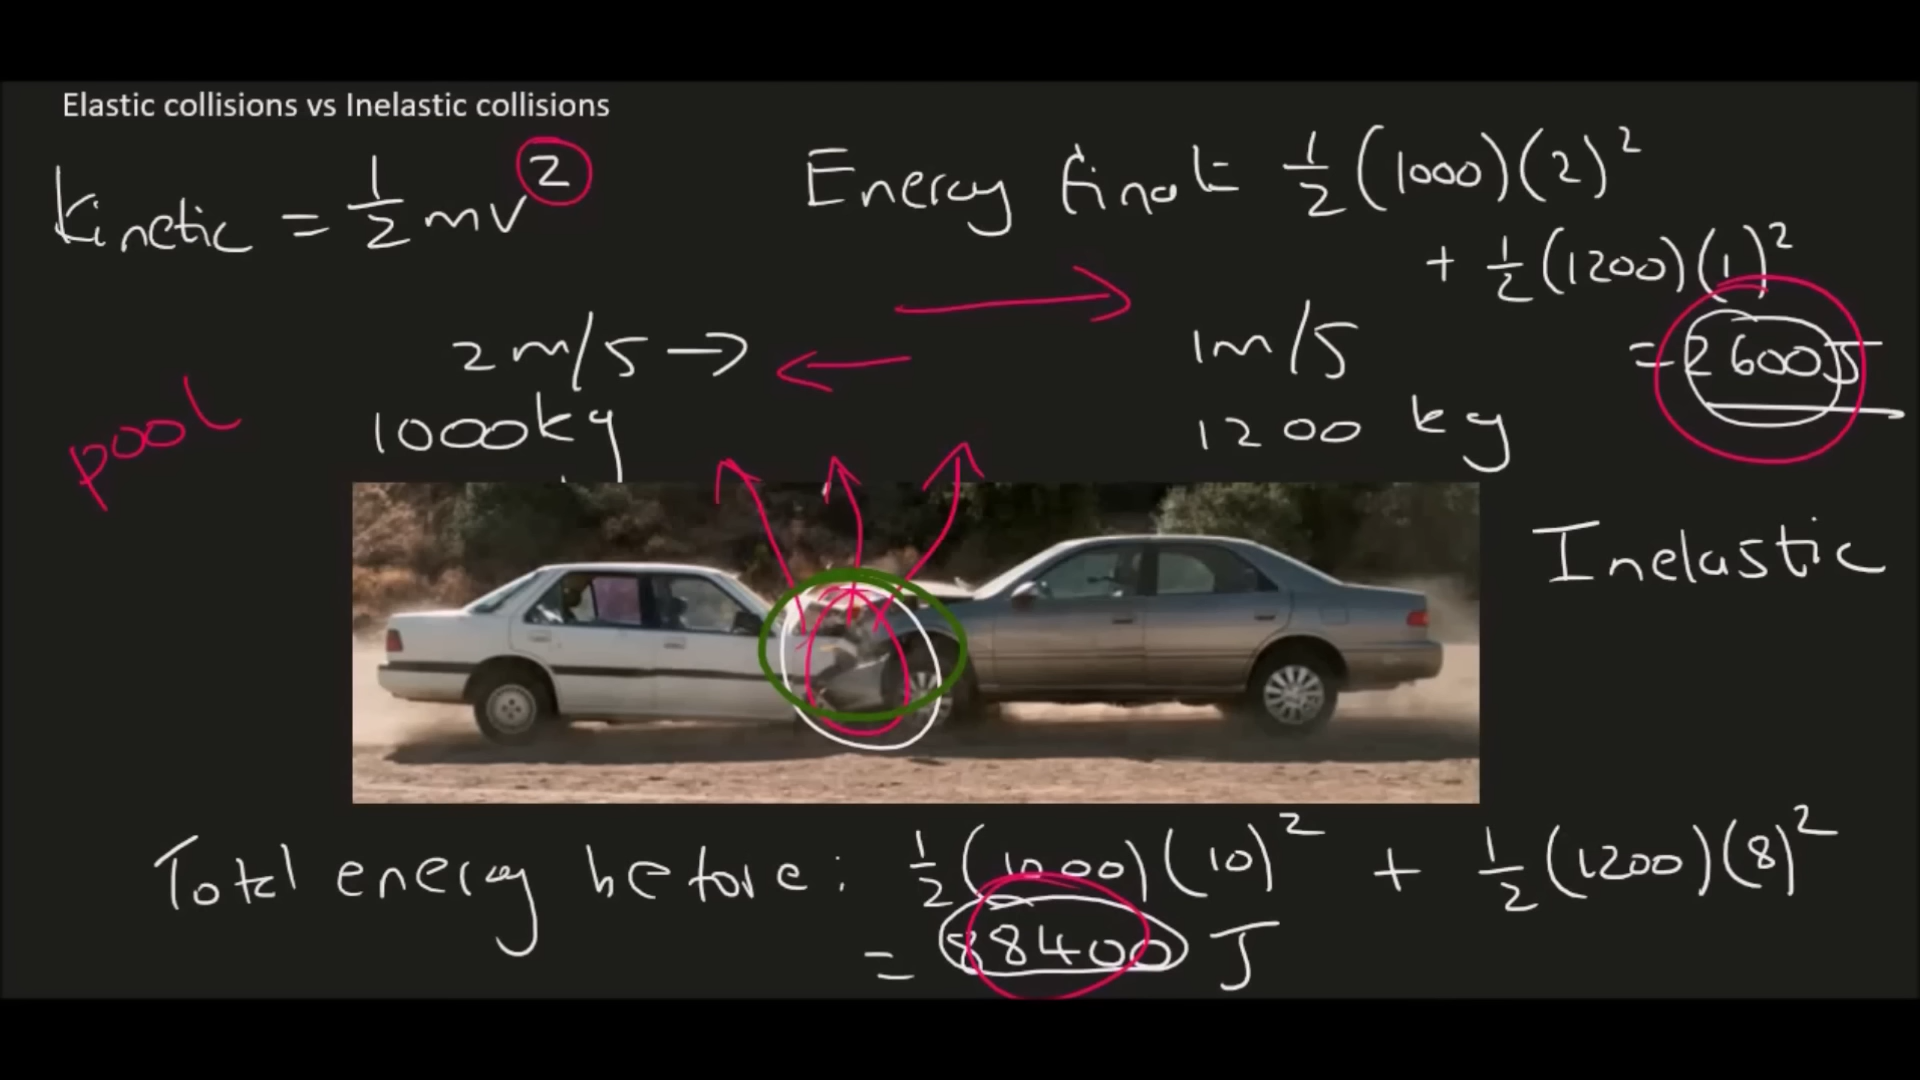 Elastic collisions vs Inelastic collisions
Kinetic = 1/2 mv²
Energy final = 1/2 (1000)(2)²
+ 1/2 (1200)(1)²
= 2600J
2m/s →
1000kg
1m/s
1200 kg
pool
Inelastic
Total energy before: 1/2 (1000)(10)² + 1/2 (1200)(8)²
= 88400 J